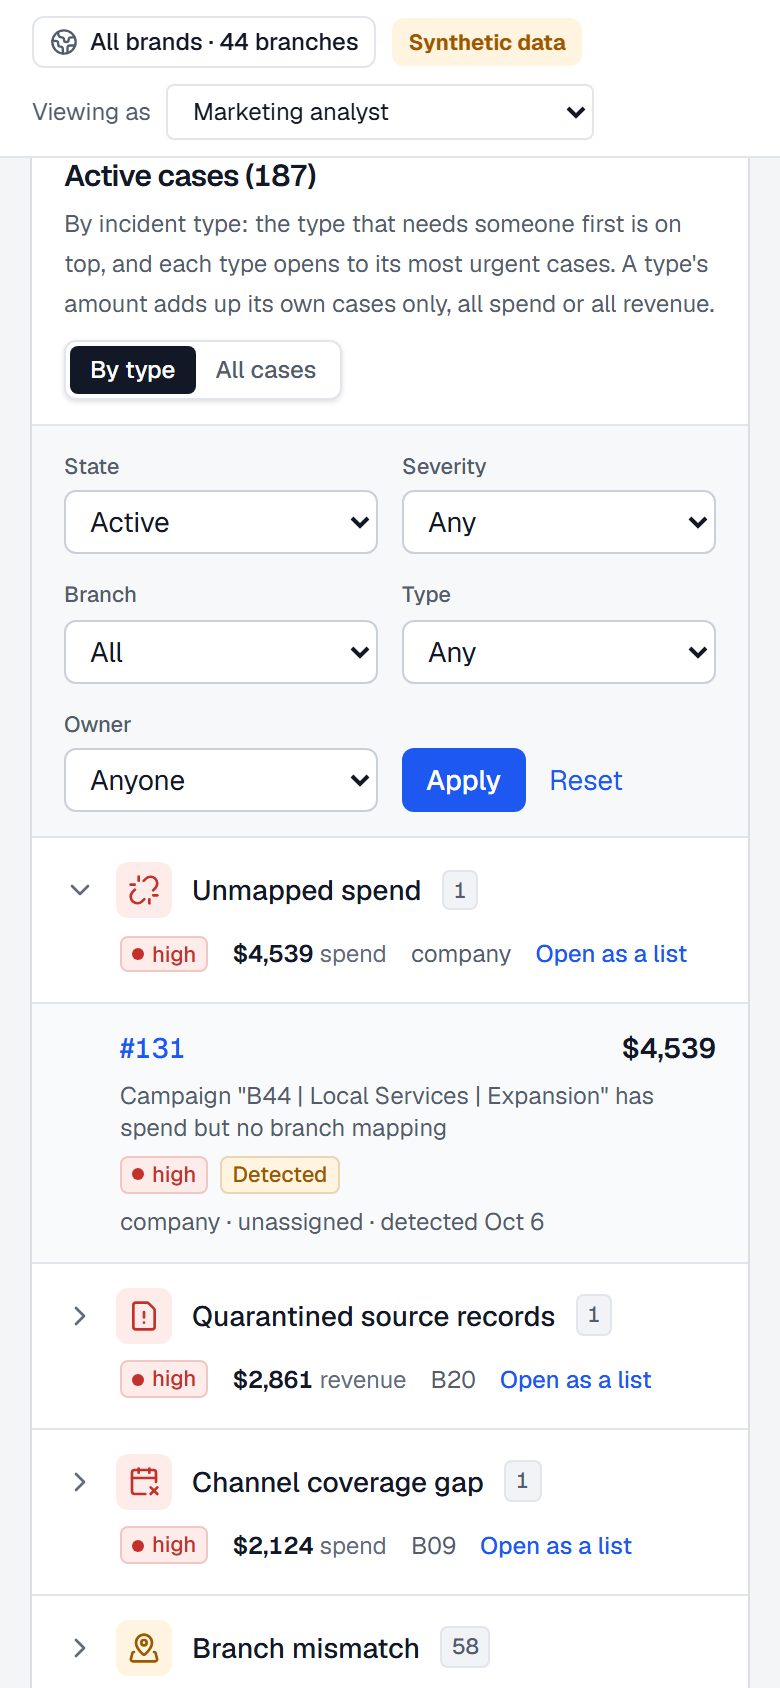 All brands · 44 branches
Synthetic data
Viewing as
Marketing analyst
Active cases (187)
By incident type: the type that needs someone first is on
top, and each type opens to its most urgent cases. A type's
amount adds up its own cases only, all spend or all revenue.
By type
All cases
State
Severity
Active
Any
Branch
Type
All
Any
Owner
Anyone
Apply
Reset
Unmapped spend 1
high $4,539 spend company Open as a list
#131 $4,539
Campaign "B44 | Local Services | Expansion" has
spend but no branch mapping
high Detected
company · unassigned · detected Oct 6
Quarantined source records 1
high $2,861 revenue B20 Open as a list
Channel coverage gap 1
high $2,124 spend B09 Open as a list
Branch mismatch 58